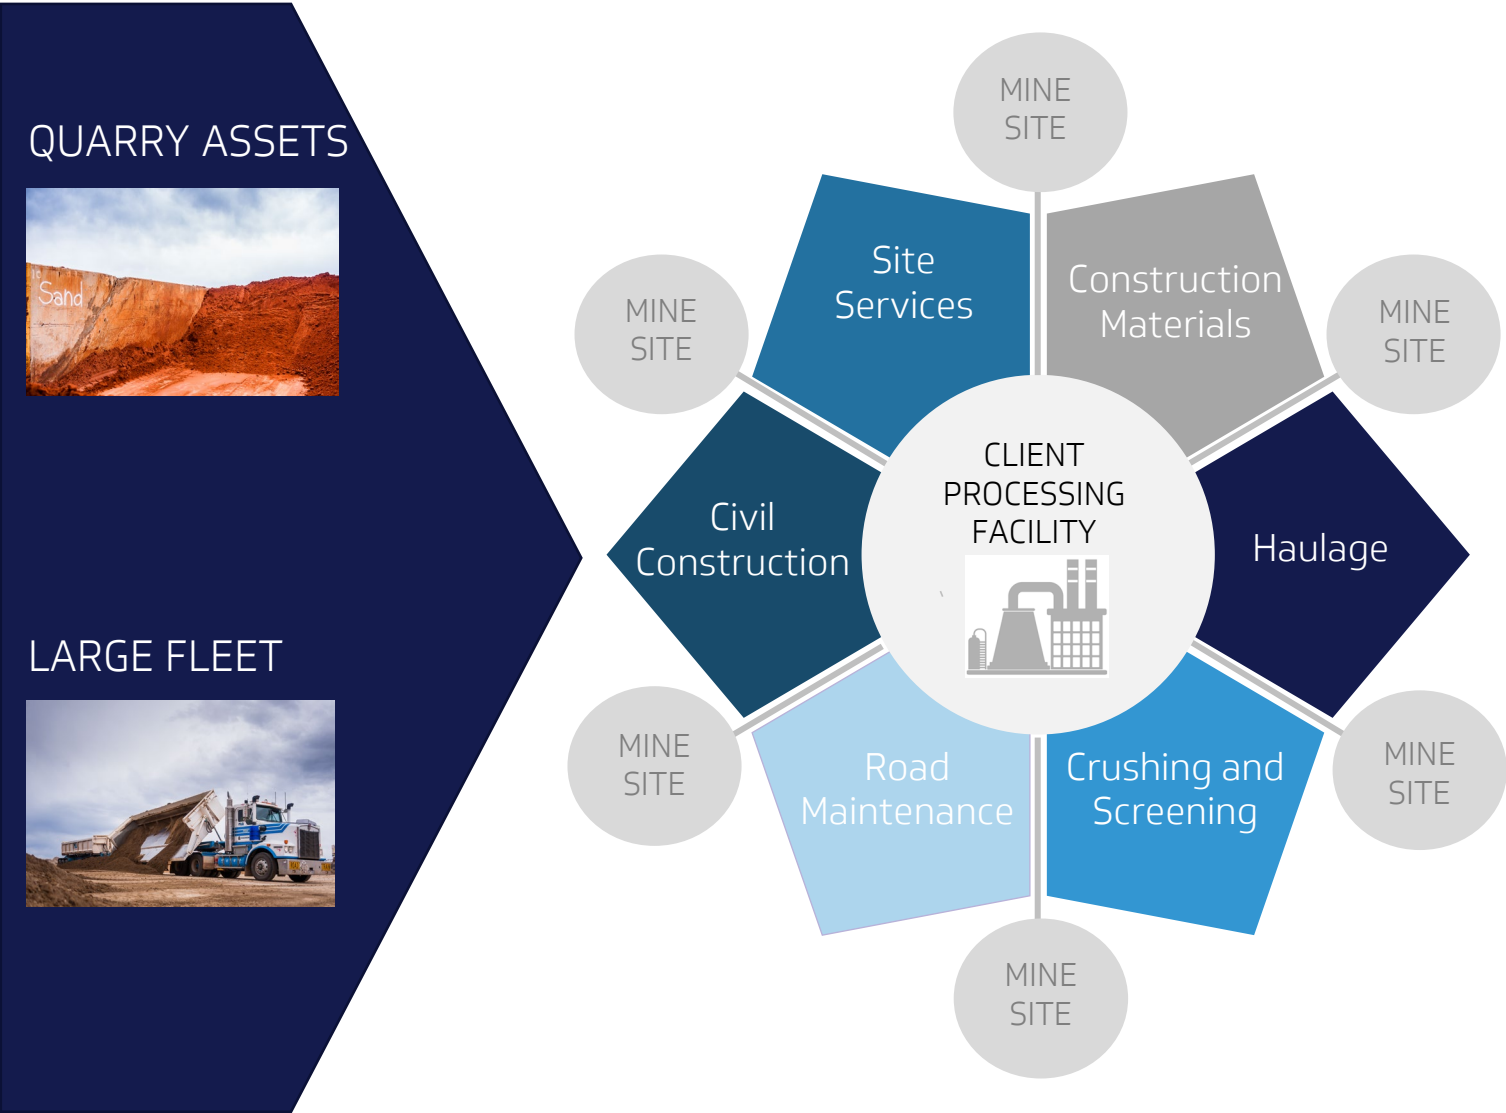 QUARRY ASSETS
Sand
LARGE FLEET
MINE
SITE
Site
Services
Construction
Materials
MINE
SITE
MINE
SITE
CLIENT
PROCESSING
FACILITY
Civil
Construction
Haulage
MINE
SITE
Road
Maintenance
Crushing and
Screening
MINE
SITE
MINE
SITE